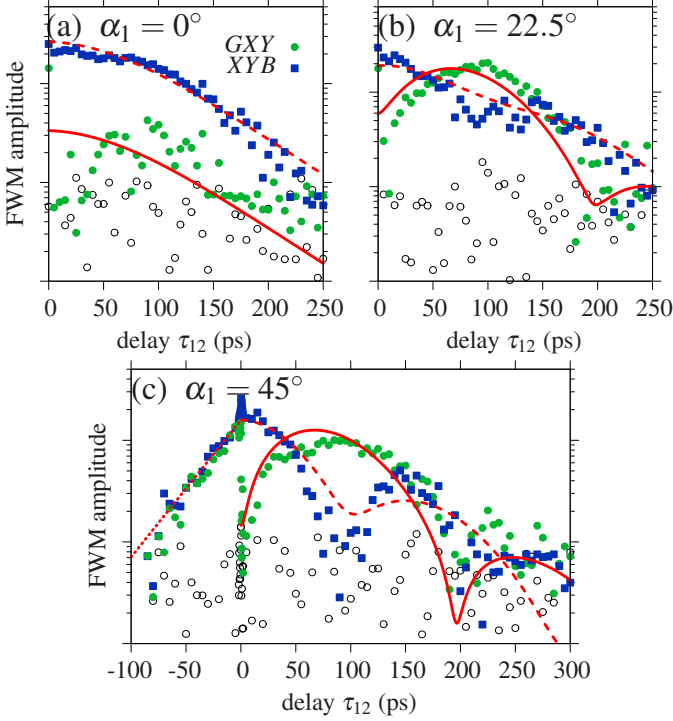 (a) α₁ = 0°
GXY
XYB
FWM amplitude
0 50 100 150 200 250
delay τ₁₂ (ps)
(b) α₁ = 22.5°
0 50 100 150 200 250
delay τ₁₂ (ps)
(c) α₁ = 45°
FWM amplitude
-100 -50 0 50 100 150 200 250 300
delay τ₁₂ (ps)